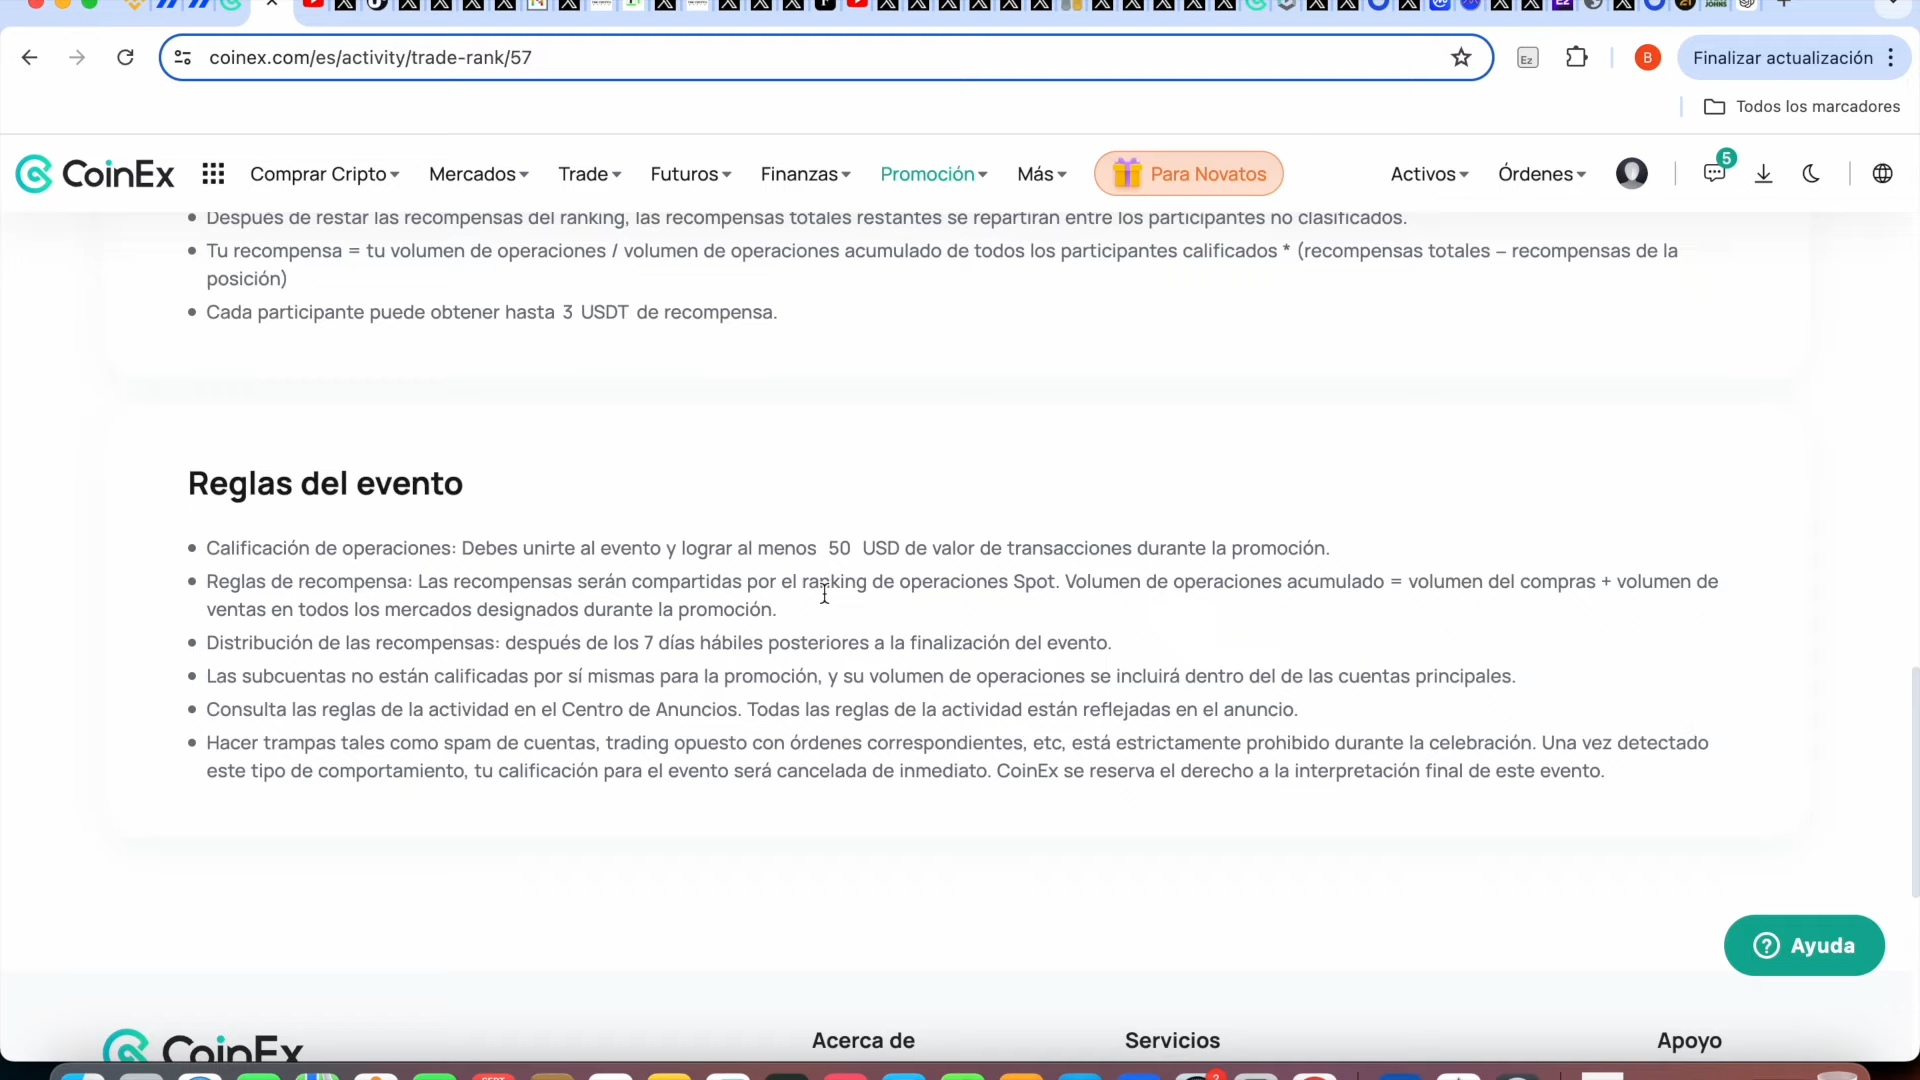 coinex.com/es/activity/trade-rank/57
Ez
B
Finalizar actualización
Todos los marcadores
CoinEx
Comprar Cripto
Mercados
Trade
Futuros
Finanzas
Promoción
Más
Para Novatos
Activos
Órdenes
5
• Después de restar las recompensas del ranking, las recompensas totales restantes se repartirán entre los participantes no clasificados.
• Tu recompensa = tu volumen de operaciones / volumen de operaciones acumulado de todos los participantes calificados * (recompensas totales – recompensas de la
posición)
• Cada participante puede obtener hasta 3 USDT de recompensa.
Reglas del evento
• Calificación de operaciones: Debes unirte al evento y lograr al menos 50 USD de valor de transacciones durante la promoción.
• Reglas de recompensa: Las recompensas serán compartidas por el ranking de operaciones Spot. Volumen de operaciones acumulado = volumen del compras + volumen de
ventas en todos los mercados designados durante la promoción.
• Distribución de las recompensas: después de los 7 días hábiles posteriores a la finalización del evento.
• Las subcuentas no están calificadas por sí mismas para la promoción, y su volumen de operaciones se incluirá dentro del de las cuentas principales.
• Consulta las reglas de la actividad en el Centro de Anuncios. Todas las reglas de la actividad están reflejadas en el anuncio.
• Hacer trampas tales como spam de cuentas, trading opuesto con órdenes correspondientes, etc, está estrictamente prohibido durante la celebración. Una vez detectado
este tipo de comportamiento, tu calificación para el evento será cancelada de inmediato. CoinEx se reserva el derecho a la interpretación final de este evento.
Ayuda
CoinEx
Acerca de
Servicios
Apoyo
SEPT
2